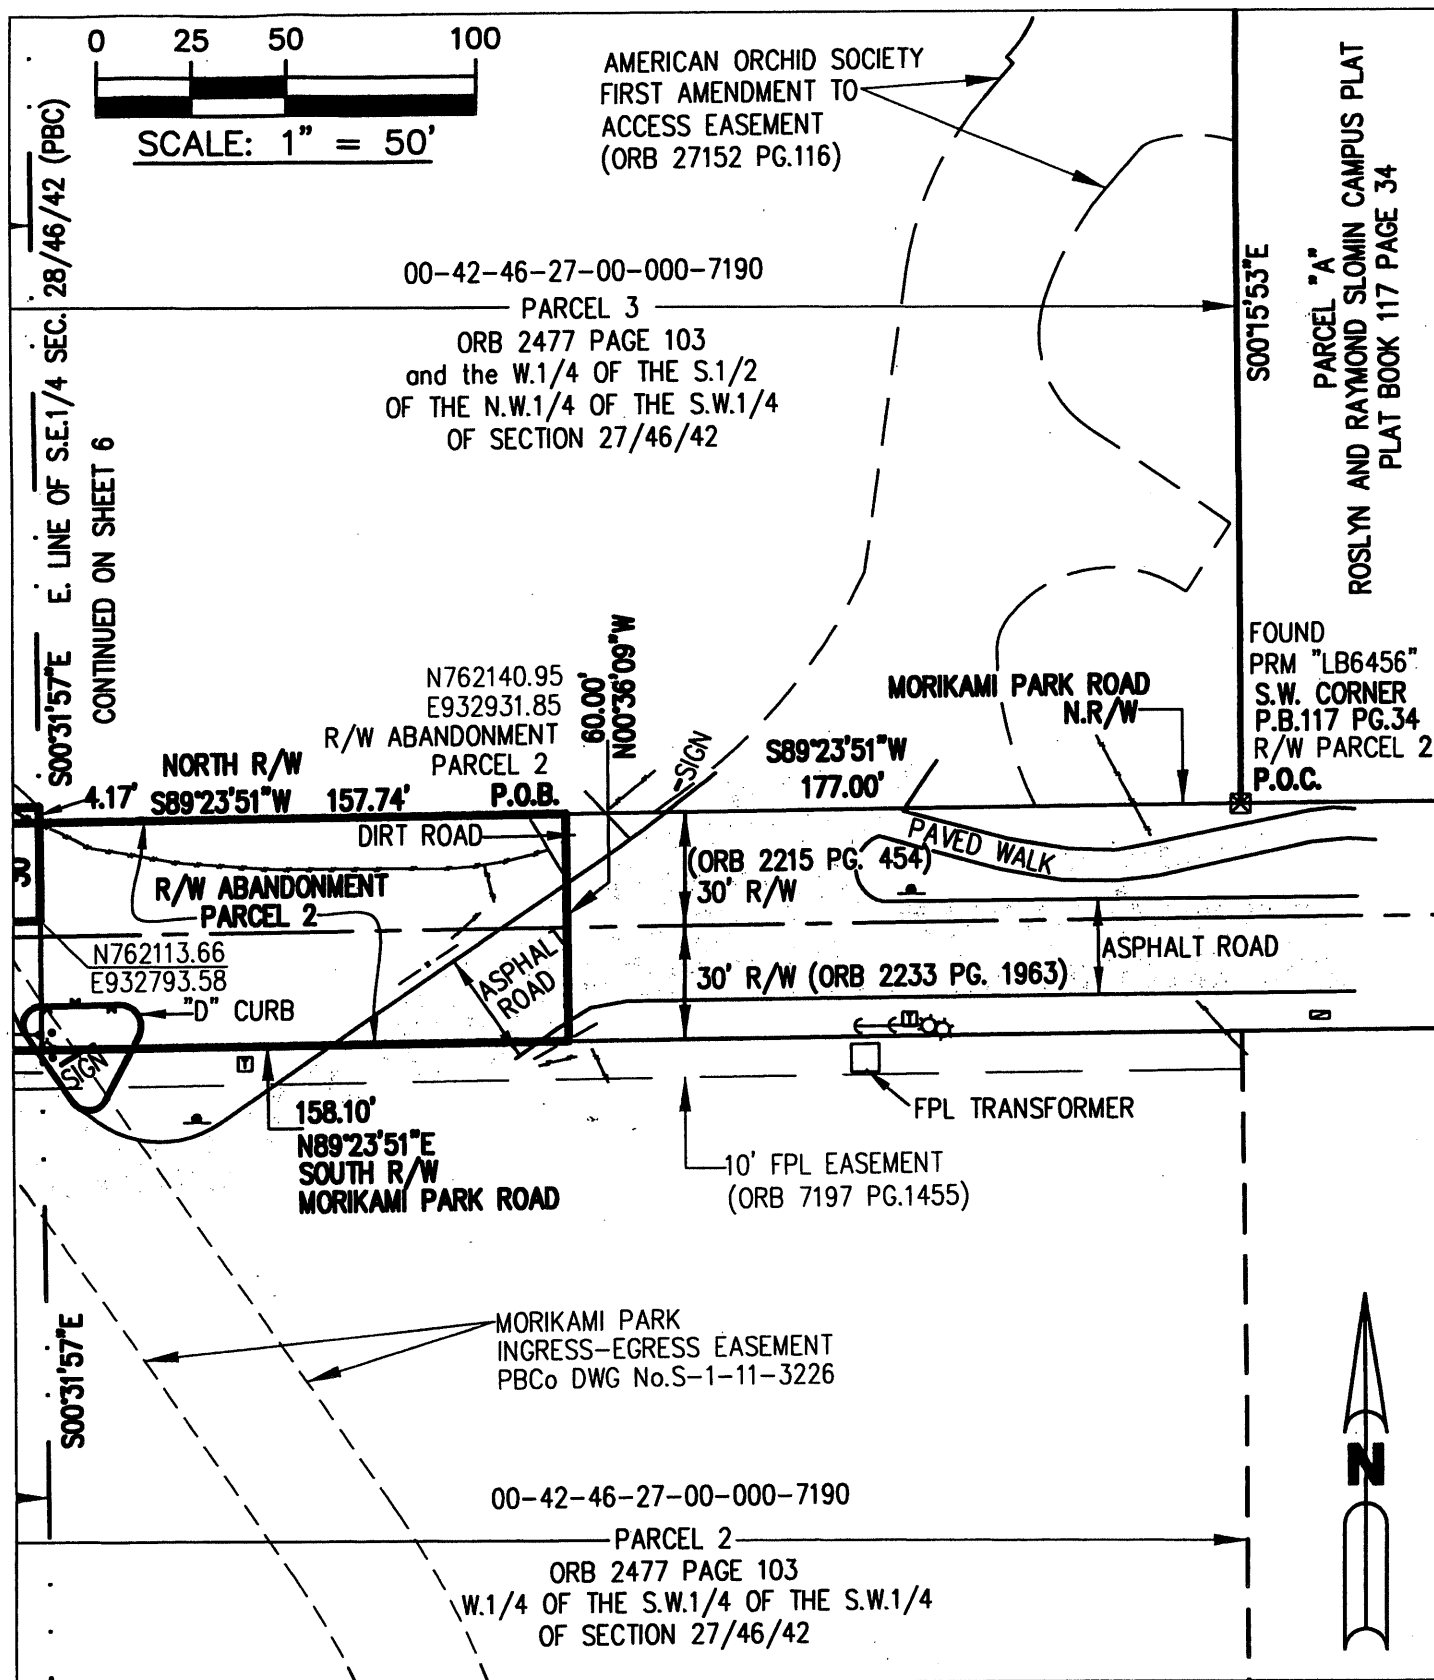 0 25 50 100
SCALE: 1" = 50'
AMERICAN ORCHID SOCIETY
FIRST AMENDMENT TO
ACCESS EASEMENT
(ORB 27152 PG.116)
S00°31'57"E E. LINE OF S.E.1/4 SEC. 28/46/42 (PBC)
CONTINUED ON SHEET 6
00-42-46-27-00-000-7190
PARCEL 3
ORB 2477 PAGE 103
and the W.1/4 OF THE S.1/2
OF THE N.W.1/4 OF THE S.W.1/4
OF SECTION 27/46/42
S00°15'53"E
PARCEL "A"
ROSLYN AND RAYMOND SLOMIN CAMPUS PLAT
PLAT BOOK 117 PAGE 34
FOUND
PRM "LB6456"
S.W. CORNER
P.B.117 PG.34
R/W PARCEL 2
P.O.C.
N762140.95
E932931.85
R/W ABANDONMENT
PARCEL 2
P.O.B.
60.00'
N00°36'09"W
SIGN
MORIKAMI PARK ROAD
N.R/W
S89°23'51"W
177.00'
NORTH R/W
4.17'
S89°23'51"W 157.74'
DIRT ROAD
R/W ABANDONMENT
PARCEL 2
30
N762113.66
E932793.58
"D" CURB
SIGN
ASPHALT
ROAD
(ORB 2215 PG. 454)
30' R/W
PAVED WALK
30' R/W (ORB 2233 PG. 1963)
ASPHALT ROAD
T
T
FPL TRANSFORMER
158.10'
N89°23'51"E
SOUTH R/W
MORIKAMI PARK ROAD
10' FPL EASEMENT
(ORB 7197 PG.1455)
S00°31'57"E
MORIKAMI PARK
INGRESS-EGRESS EASEMENT
PBCo DWG No.S-1-11-3226
N
00-42-46-27-00-000-7190
PARCEL 2
ORB 2477 PAGE 103
W.1/4 OF THE S.W.1/4 OF THE S.W.1/4
OF SECTION 27/46/42